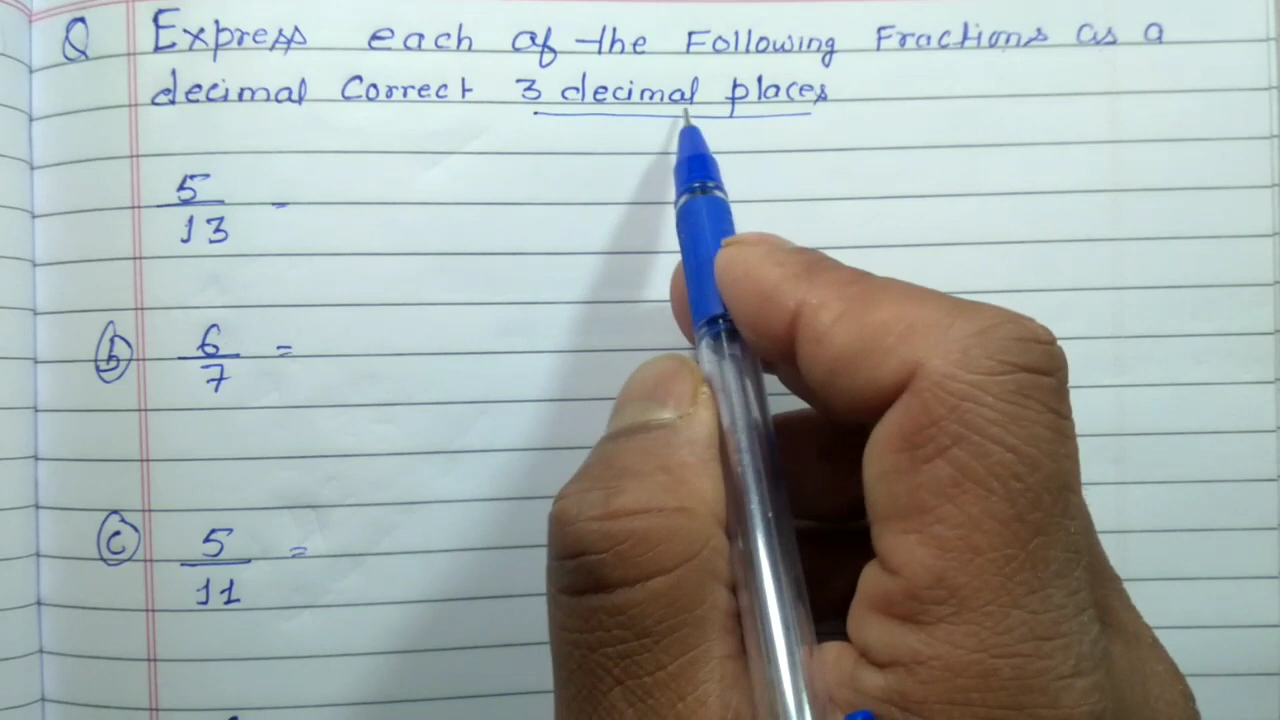 Q Express each of the Following Fractions as a
decimal Correct 3 decimal places
5
13 -
(b) 6
7 =
(c) 5
11 =